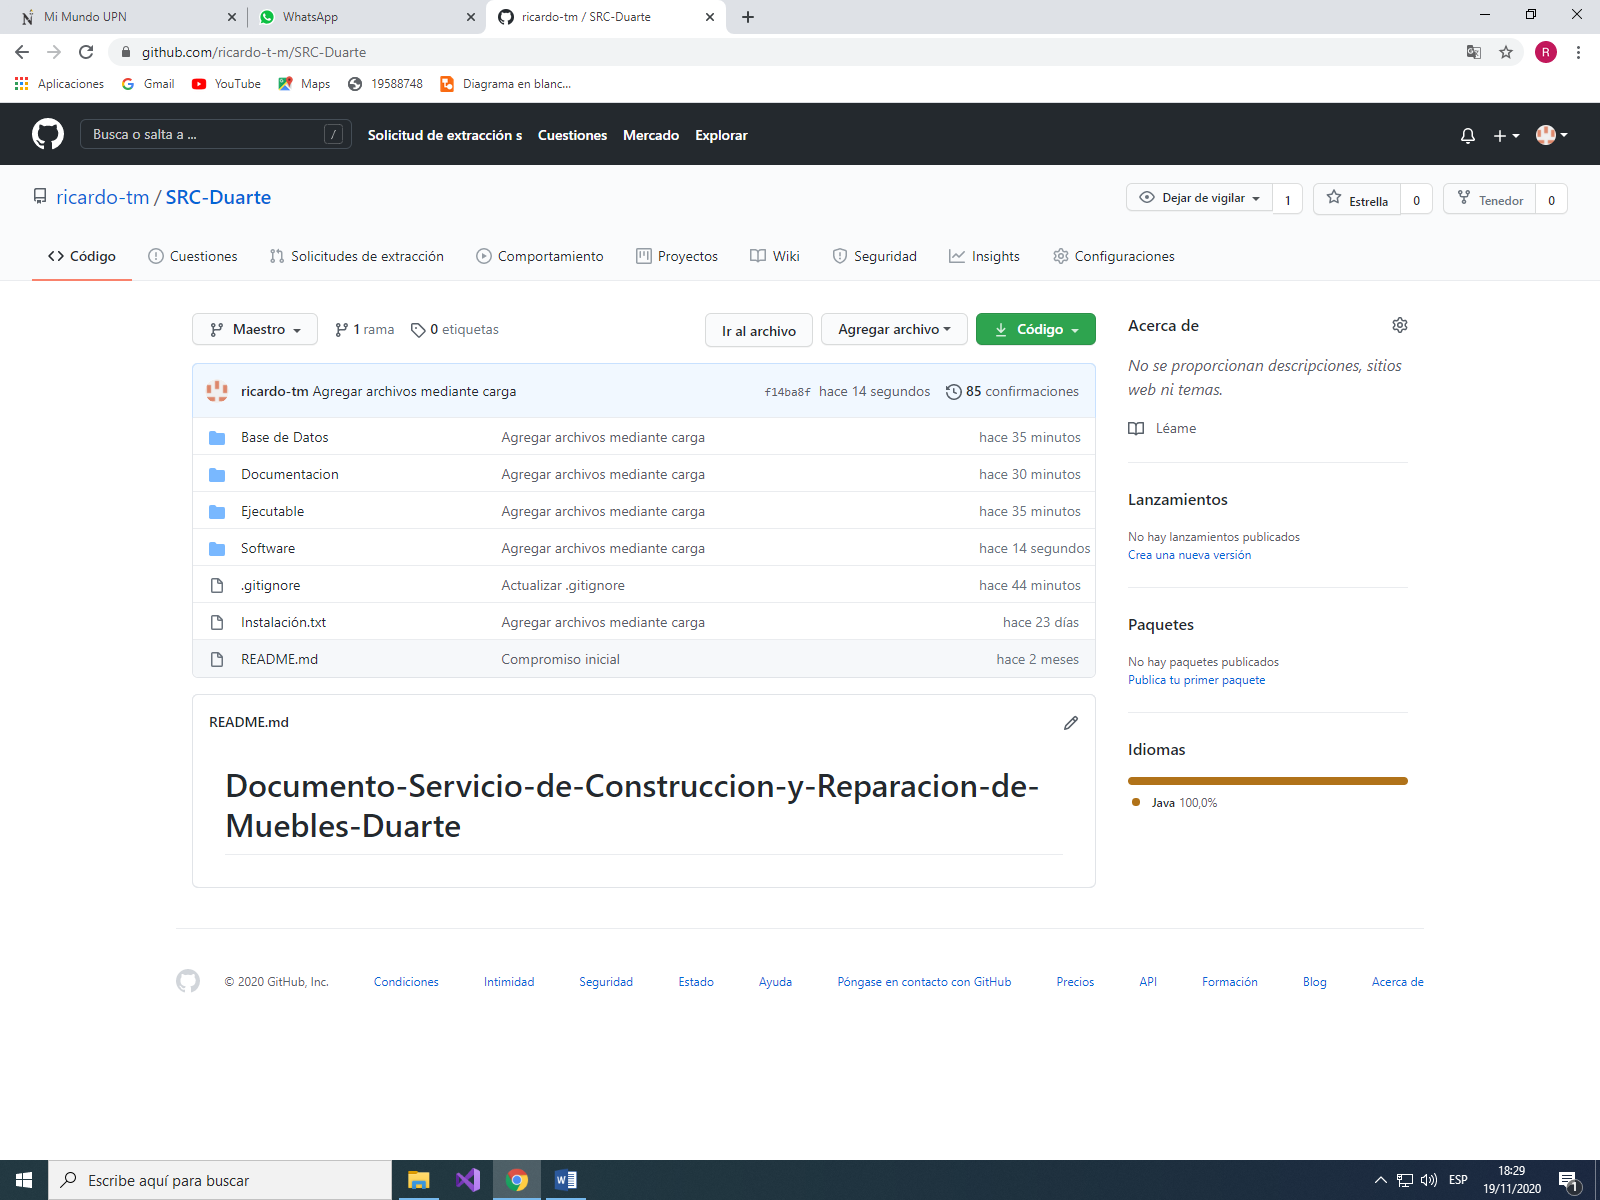 Mi Mundo UPN
WhatsApp
ricardo-tm / SRC-Duarte
github.com/ricardo-t-m/SRC-Duarte
R
Aplicaciones
Gmail
YouTube
Maps
19588748
Diagrama en blanc...
Busca o salta a ...
/
Solicitud de extracción s
Cuestiones
Mercado
Explorar
ricardo-tm / SRC-Duarte
Dejar de vigilar
1
Estrella
0
Tenedor
0
Código
Cuestiones
Solicitudes de extracción
Comportamiento
Proyectos
Wiki
Seguridad
Insights
Configuraciones
Maestro
1 rama
0 etiquetas
Ir al archivo
Agregar archivo
Código
ricardo-tm Agregar archivos mediante carga
f14ba8f
hace 14 segundos
85 confirmaciones
Base de Datos
Agregar archivos mediante carga
hace 35 minutos
Documentacion
Agregar archivos mediante carga
hace 30 minutos
Ejecutable
Agregar archivos mediante carga
hace 35 minutos
Software
Agregar archivos mediante carga
hace 14 segundos
.gitignore
Actualizar .gitignore
hace 44 minutos
Instalación.txt
Agregar archivos mediante carga
hace 23 días
README.md
Compromiso inicial
hace 2 meses
README.md
Documento-Servicio-de-Construccion-y-Reparacion-de-
Muebles-Duarte
Acerca de
No se proporcionan descripciones, sitios
web ni temas.
Léame
Lanzamientos
No hay lanzamientos publicados
Crea una nueva versión
Paquetes
No hay paquetes publicados
Publica tu primer paquete
Idiomas
Java 100,0%
© 2020 GitHub, Inc.
Condiciones
Intimidad
Seguridad
Estado
Ayuda
Póngase en contacto con GitHub
Precios
API
Formación
Blog
Acerca de
Escribe aquí para buscar
ESP
18:29
19/11/2020
1